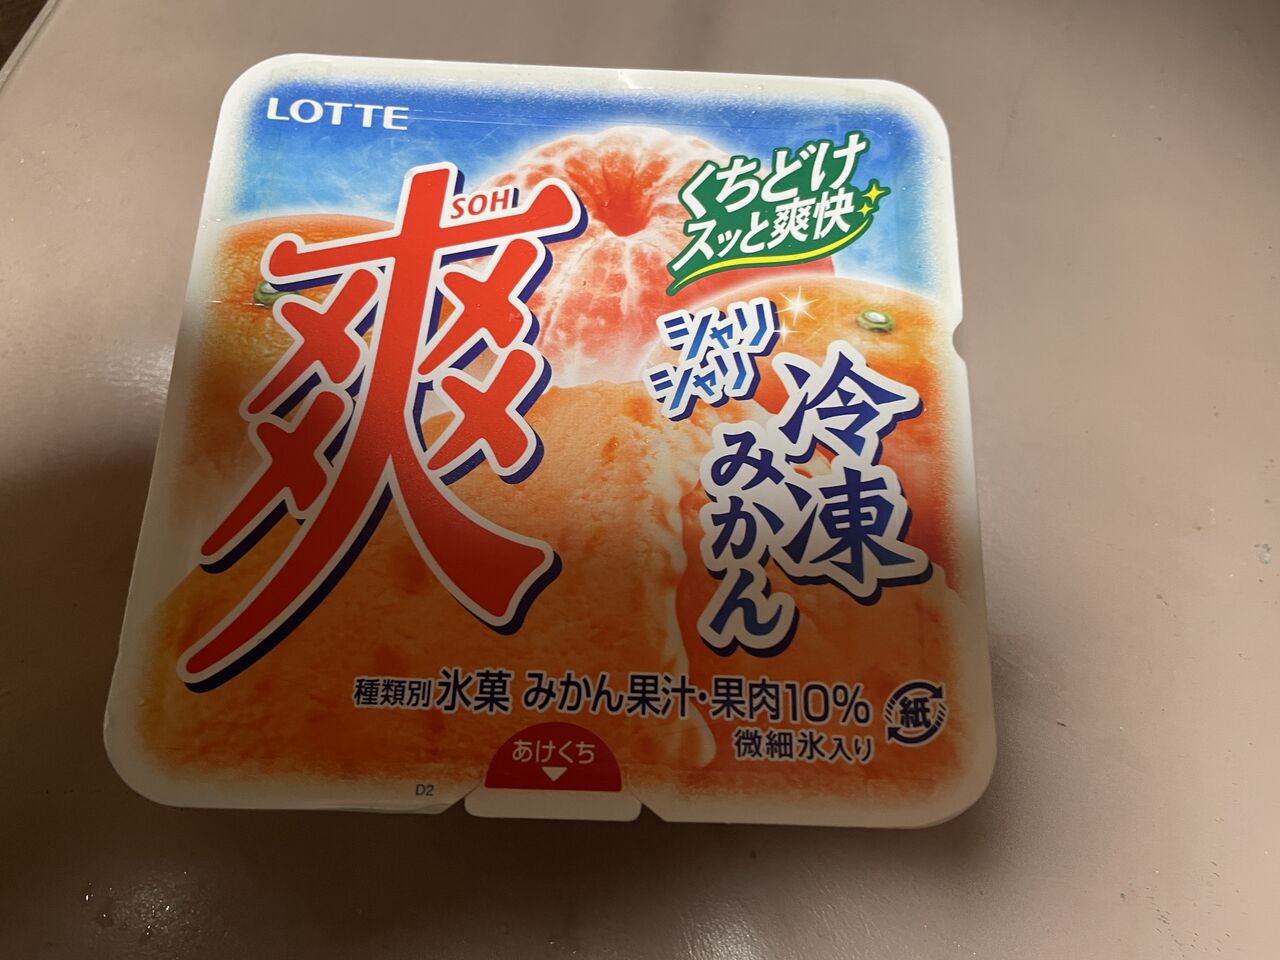 LOTTE
爽
SOH
くちどけ
スッと爽快
シャリ
シャリン
冷凍
みかん
種類別 氷菓 みかん果汁・果肉10%
微細氷入り
紙
あけくち
D2